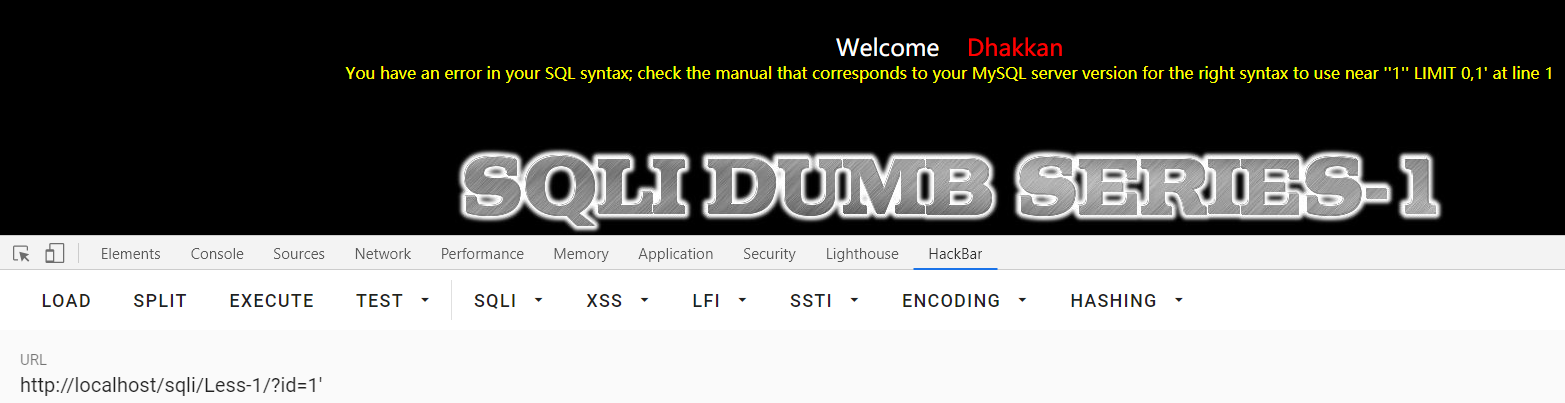 Welcome Dhakkan
You have an error in your SQL syntax; check the manual that corresponds to your MySQL server version for the right syntax to use near ''1'' LIMIT 0,1' at line 1
SQLI DUMB SERIES-1
Elements Console Sources Network Performance Memory Application Security Lighthouse HackBar
LOAD SPLIT EXECUTE TEST SQLI XSS LFI SSTI ENCODING HASHING
URL
http://localhost/sqli/Less-1/?id=1'